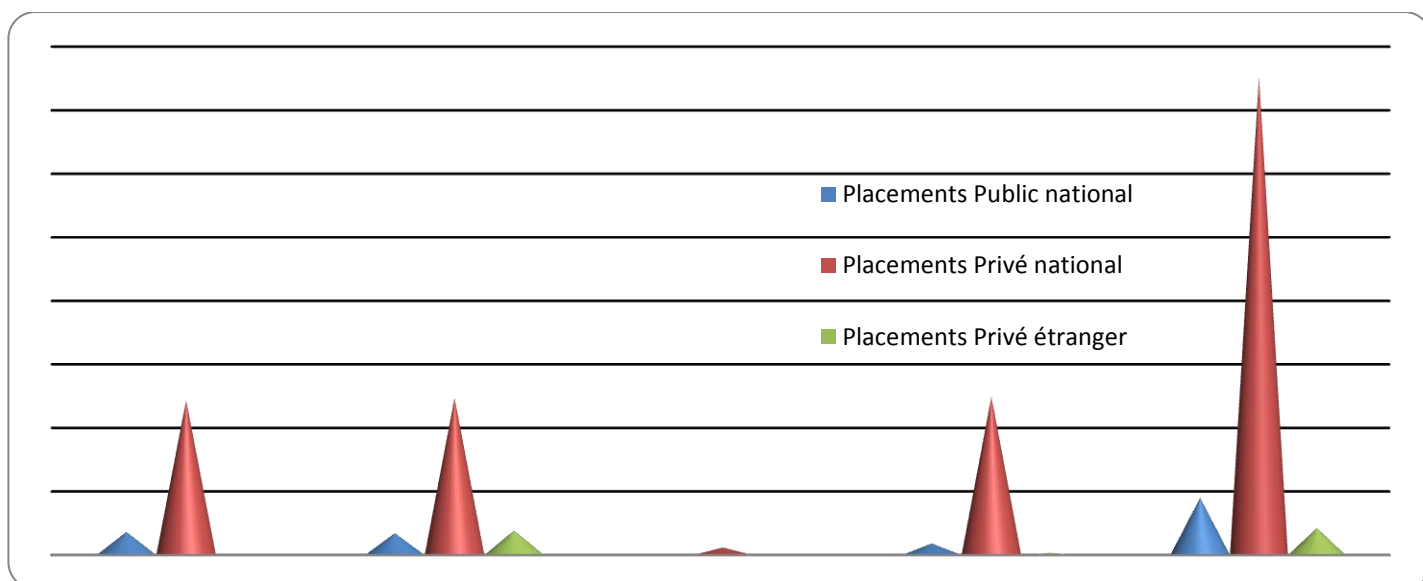 Placements Public national
Placements Privé national
Placements Privé étranger